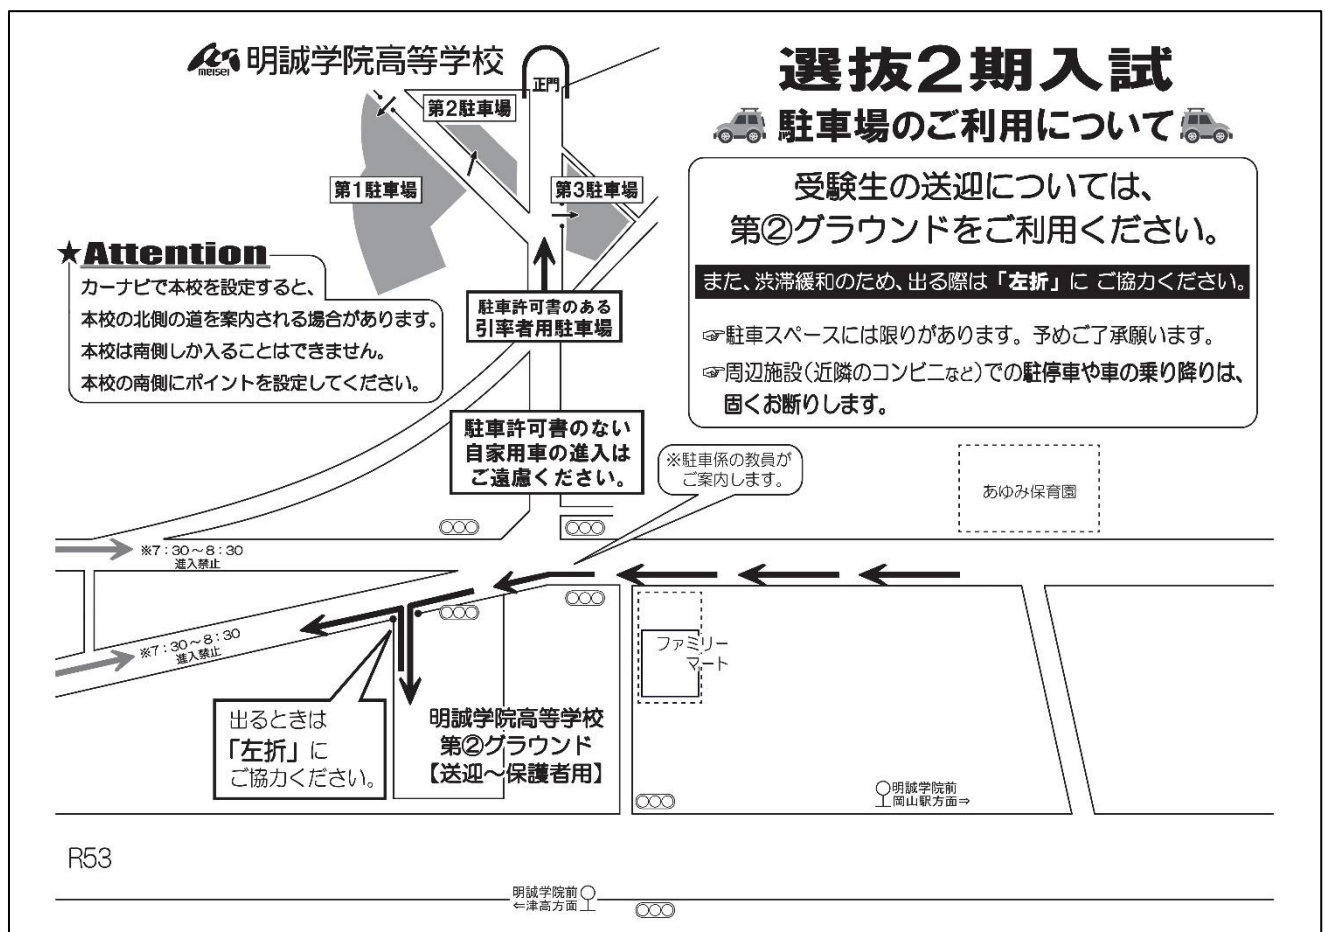 meisei 明誠学院高等学校
選抜2期入試
駐車場のご利用について
正門
第2駐車場
第1駐車場
第3駐車場
受験生の送迎については、
第②グラウンドをご利用ください。
また、渋滞緩和のため、出る際は「左折」に ご協力ください。
☞駐車スペースには限りがあります。予めご了承願います。
☞周辺施設(近隣のコンビニなど)での駐停車や車の乗り降りは、
固くお断りします。
★Attention
カーナビで本校を設定すると、
本校の北側の道を案内される場合があります。
本校は南側しか入ることはできません。
本校の南側にポイントを設定してください。
駐車許可書のある
引率者用駐車場
駐車許可書のない
自家用車の進入は
ご遠慮ください。
※駐車係の教員が
ご案内します。
あゆみ保育園
※7:30〜8:30
進入禁止
※7:30〜8:30
進入禁止
ファミリー
マート
出るときは
「左折」に
ご協力ください。
明誠学院高等学校
第②グラウンド
【送迎〜保護者用】
明誠学院前
岡山駅方面⇒
R53
明誠学院前
⇐津高方面